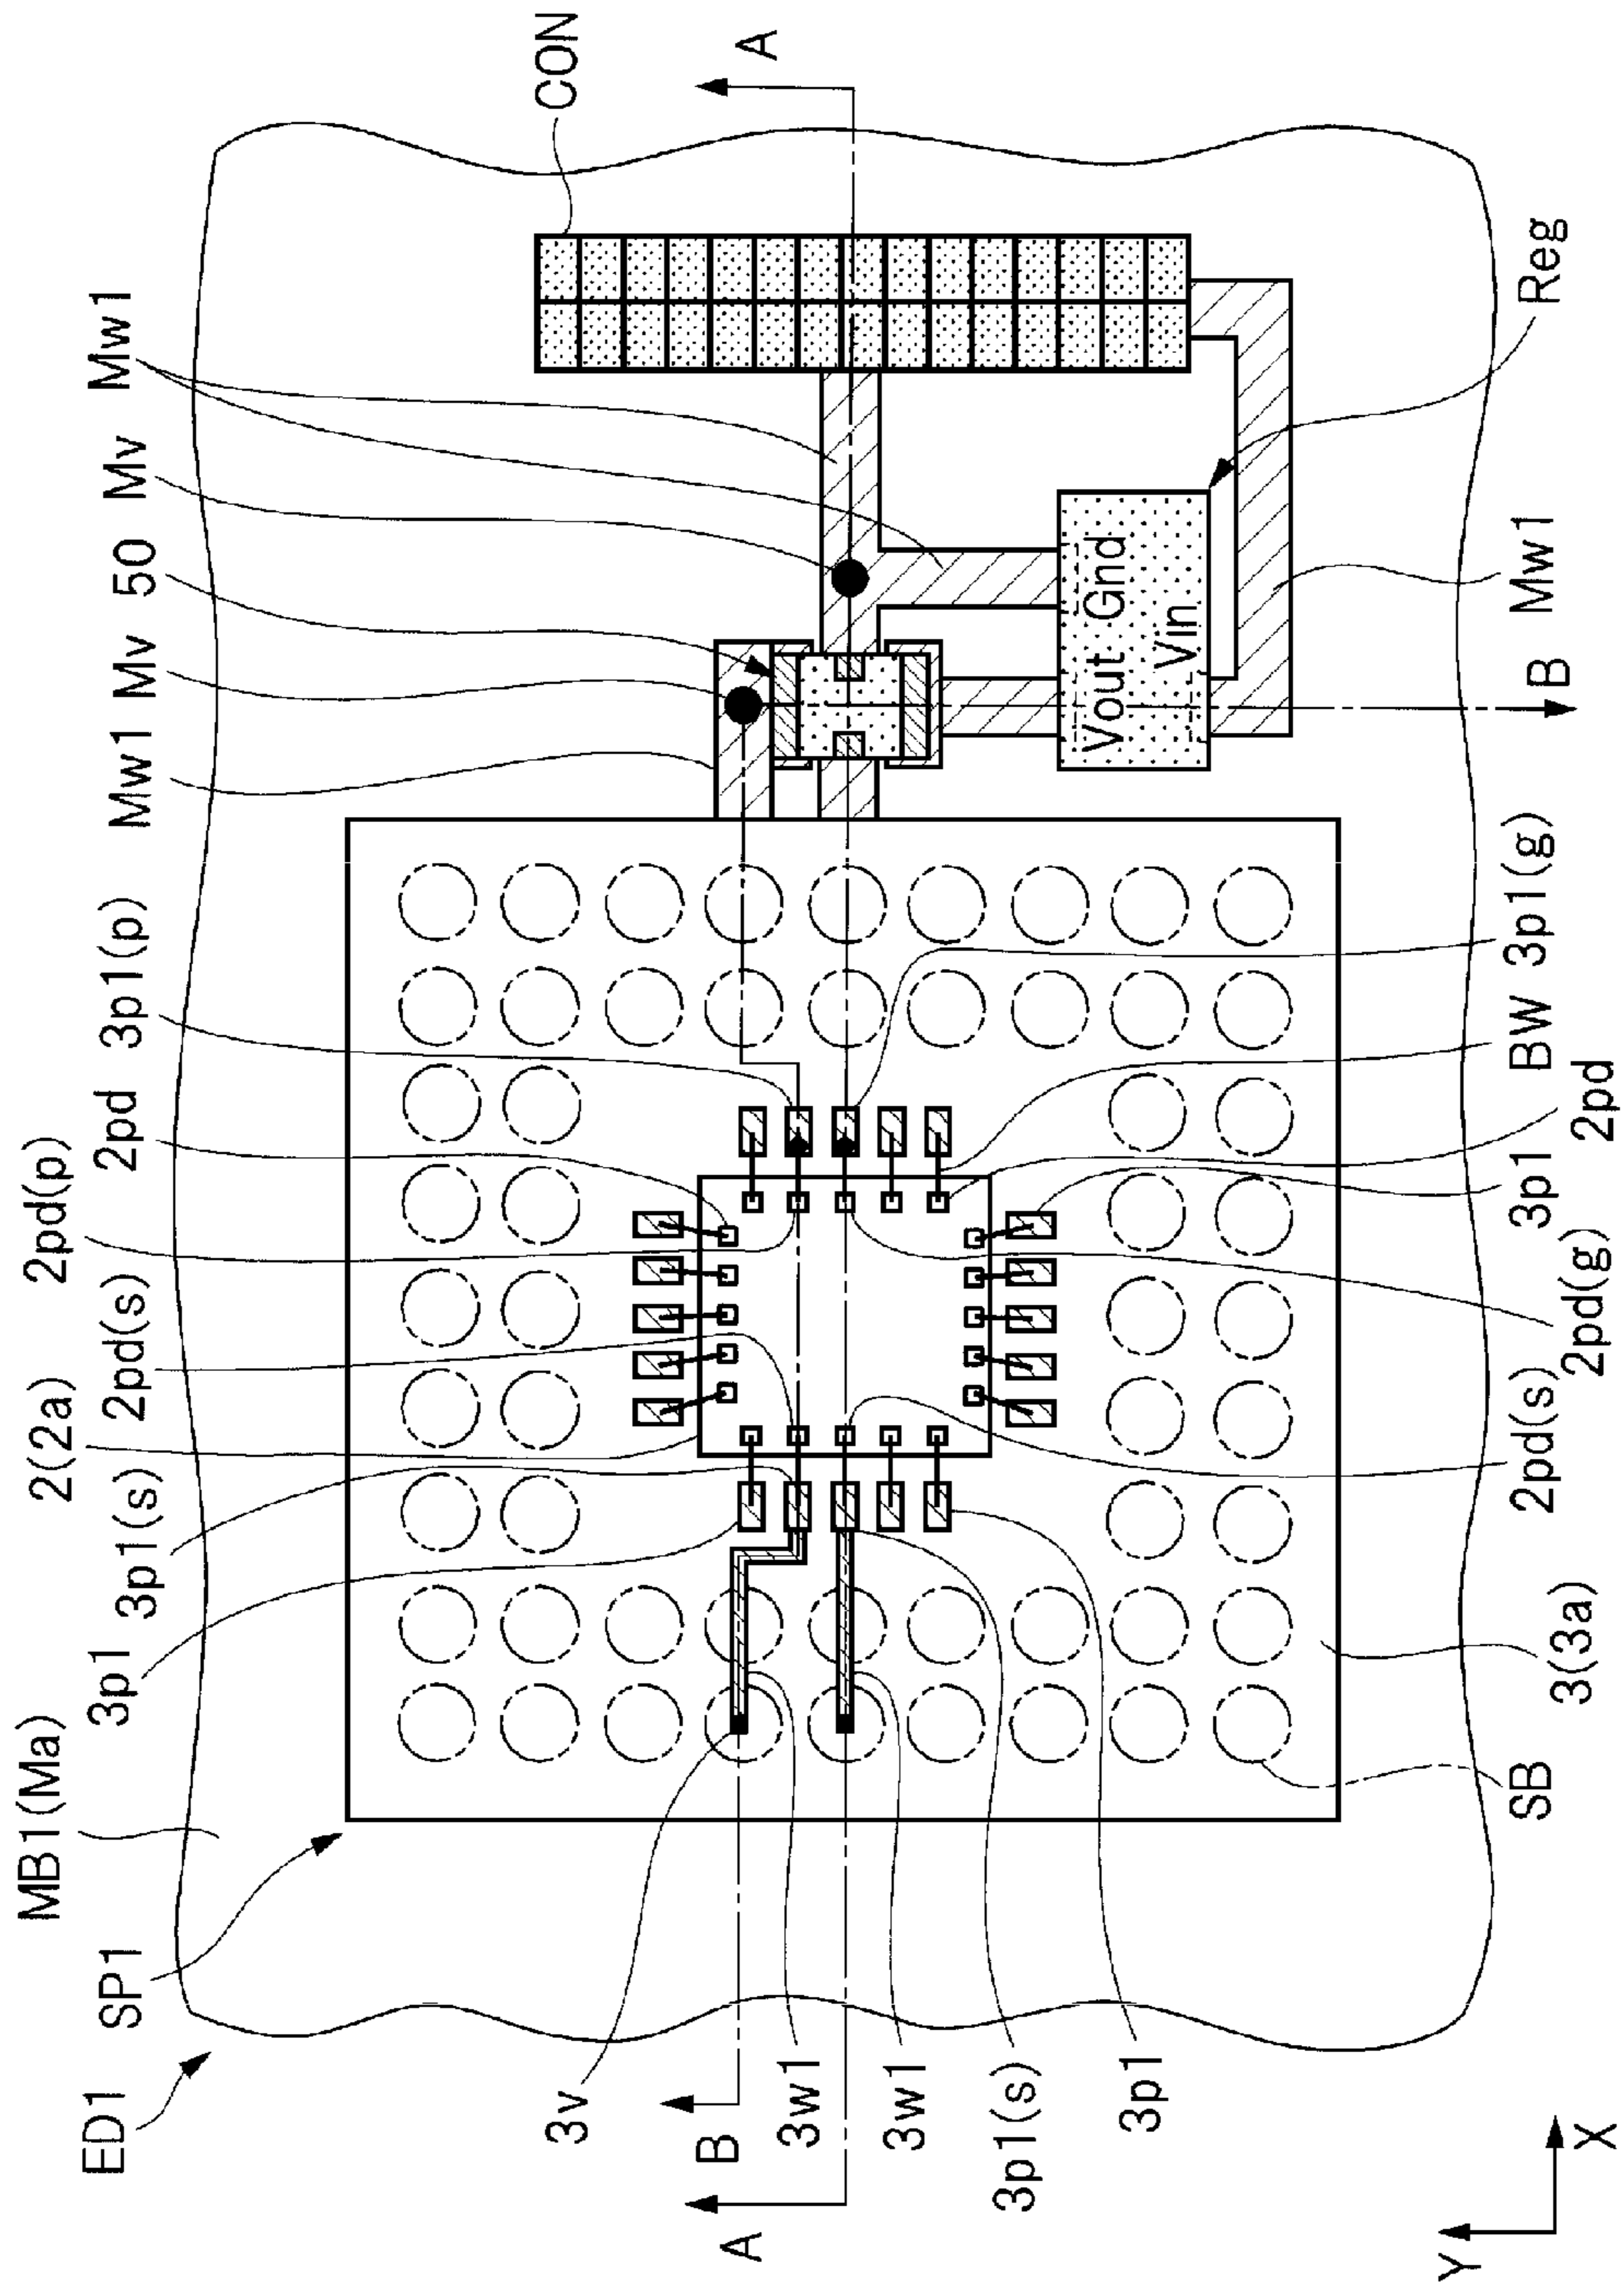 ED1
SP1
MB1(Ma)
3p1
3p1(s)
2(2a)
2pd(s)
2pd(p)
2pd
3p1(p)
Mw1
Mv
50
Mv
Mw1
CON
A
Vout
Gnd
Vin
B
Mw1
Reg
A
B
3v
3w1
3w1
3p1(s)
3p1
SB
3(3a)
2pd(s)
2pd(g)
3p1
2pd
BW
3p1(g)
Y
X